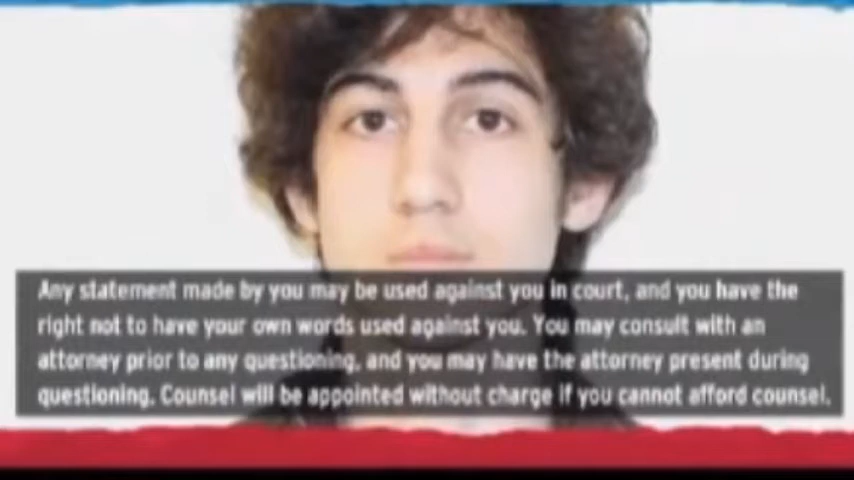 Any statement made by you may be used against you in court, and you have the
right not to have your own words used against you. You may consult with an
attorney prior to any questioning, and you may have the attorney present during
questioning. Counsel will be appointed without charge if you cannot afford counsel.